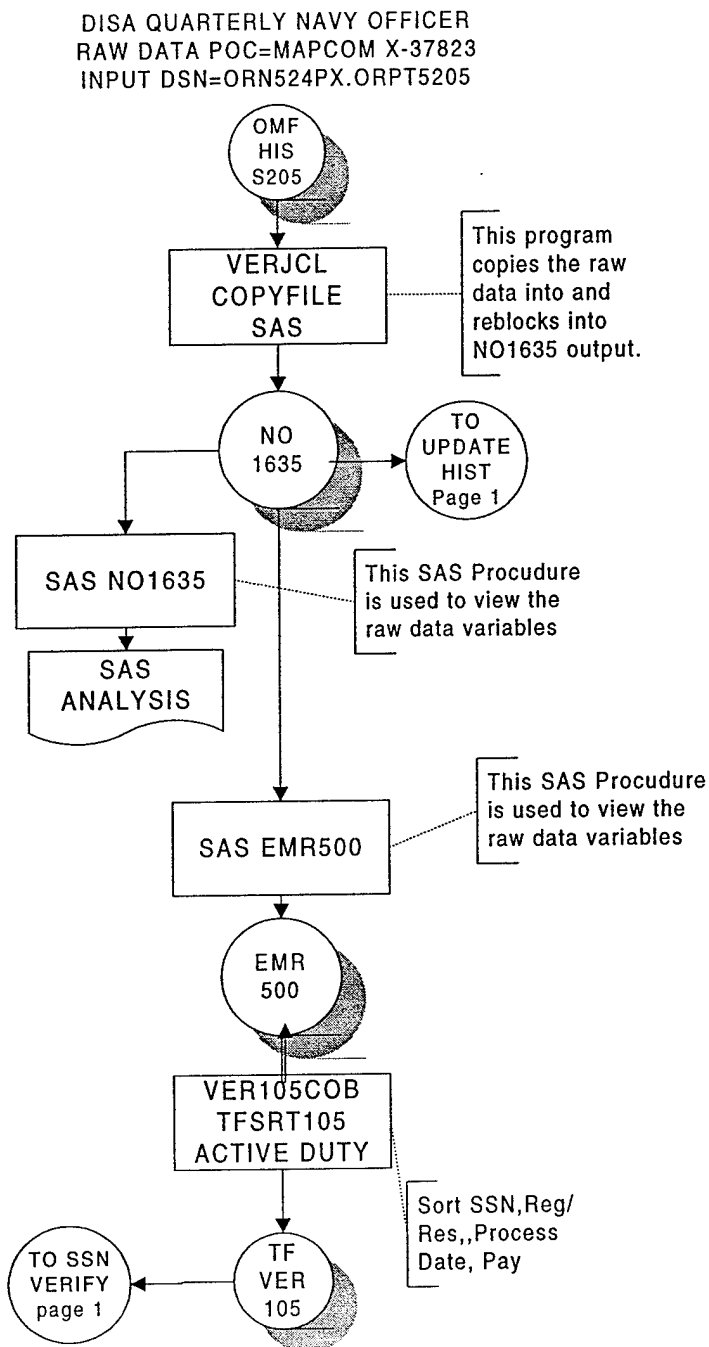 DISA QUARTERLY NAVY OFFICER
RAW DATA POC=MAPCOM X-37823
INPUT DSN=ORN524PX.ORPT5205
OMF
HIS
S205
VERJCL
COPYFILE
SAS
This program
copies the raw
data into and
reblocks into
NO1635 output.
NO
1635
TO
UPDATE
HIST
Page 1
SAS NO1635
This SAS Procudure
is used to view the
raw data variables
SAS
ANALYSIS
This SAS Procudure
is used to view the
raw data variables
SAS EMR500
EMR
500
VER105COB
TFSRT105
ACTIVE DUTY
Sort SSN,Reg/
Res,,Process
Date, Pay
TO SSN
VERIFY
page 1
TF
VER
105